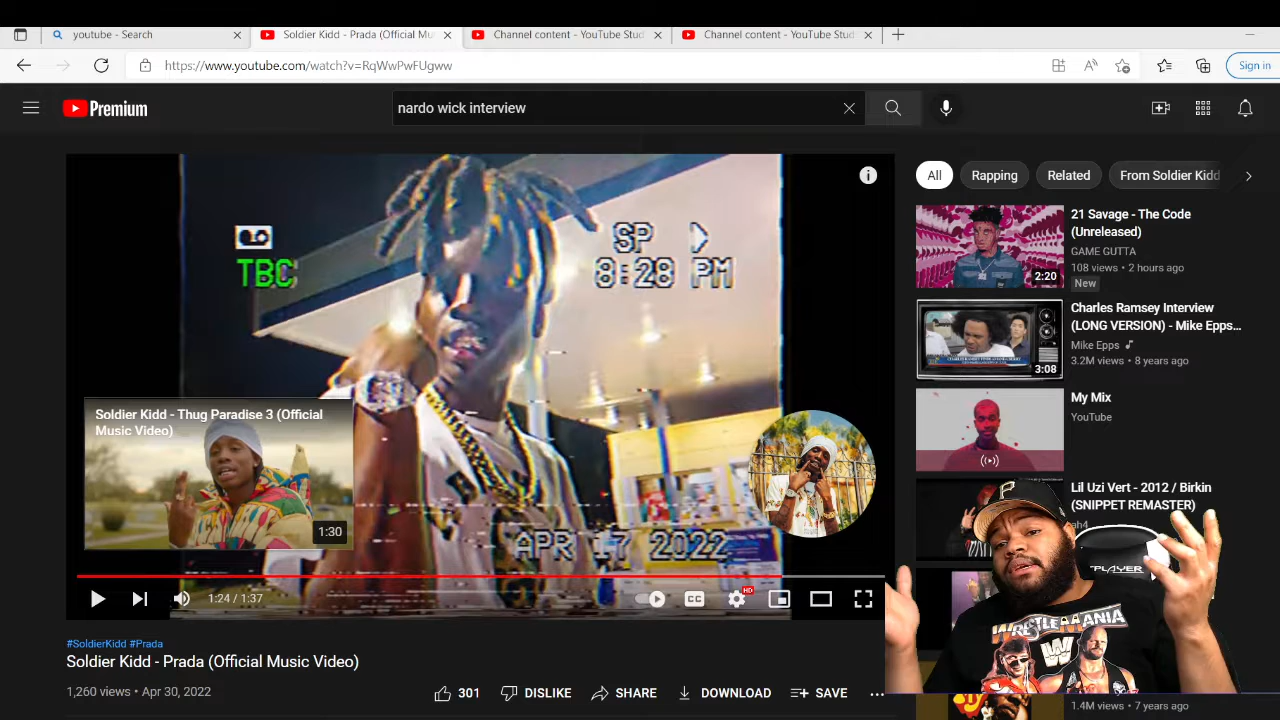 youtube - Search
Soldier Kidd - Prada (Official Mu
Channel content - YouTube Stud
Channel content - YouTube Stud
https://www.youtube.com/watch?v=RqWwPwFUgww
Sign in
Premium
nardo wick interview
All
Rapping
Related
From Soldier Kidd
TBC
SP
8:28 PM
APR 17 2022
Soldier Kidd - Thug Paradise 3 (Official
Music Video)
1:30
1:24 / 1:37
CC
HD
21 Savage - The Code
(Unreleased)
GAME GUTTA
108 views • 2 hours ago
New
2:20
Charles Ramsey Interview
(LONG VERSION) - Mike Epps...
Mike Epps
3.2M views • 8 years ago
3:08
My Mix
YouTube
Lil Uzi Vert - 2012 / Birkin
(SNIPPET REMASTER)
P
WRESTLEMANIA
W
#SoldierKidd #Prada
Soldier Kidd - Prada (Official Music Video)
1,260 views • Apr 30, 2022
301
DISLIKE
SHARE
DOWNLOAD
SAVE
1.4M views • 7 years ago